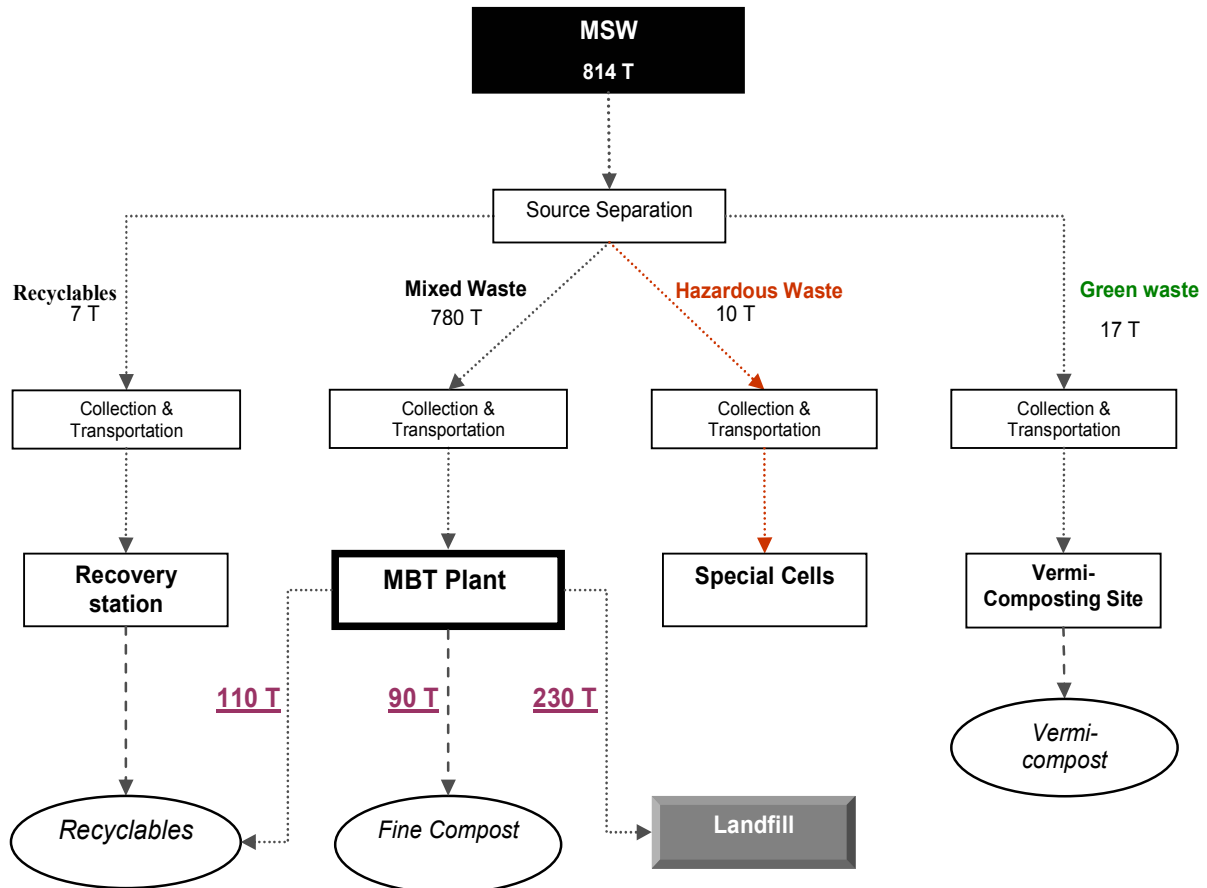 MSW
814 T
Source Separation
Recyclables
7 T
Mixed Waste
780 T
Hazardous Waste
10 T
Green waste
17 T
Collection &
Transportation
Collection &
Transportation
Collection &
Transportation
Collection &
Transportation
Recovery
station
MBT Plant
Special Cells
Vermi-
Composting Site
110 T
90 T
230 T
Vermi-
compost
Recyclables
Fine Compost
Landfill